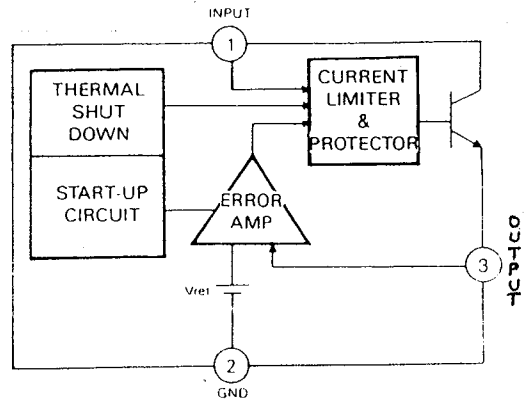 INPUT
1
THERMAL
SHUT
DOWN
CURRENT
LIMITER
&
PROTECTOR
START-UP
CIRCUIT
ERROR
AMP
OUTPUT
3
Vref
2
GND